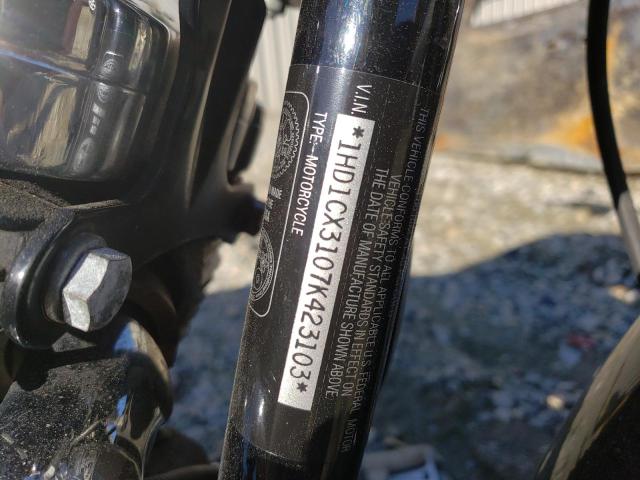 THIS VEHICLE CONFORMS
VEHICLE SAFETY STANDARDS IN EFFECT ON
TO ALL APPLICABLE U.S. FEDERAL MOTOR
THE DATE OF MANUFACTURE SHOWN ABOVE
V.I.N.
*1HD1CX3107K423103*
TYPE: MOTORCYCLE
MADE